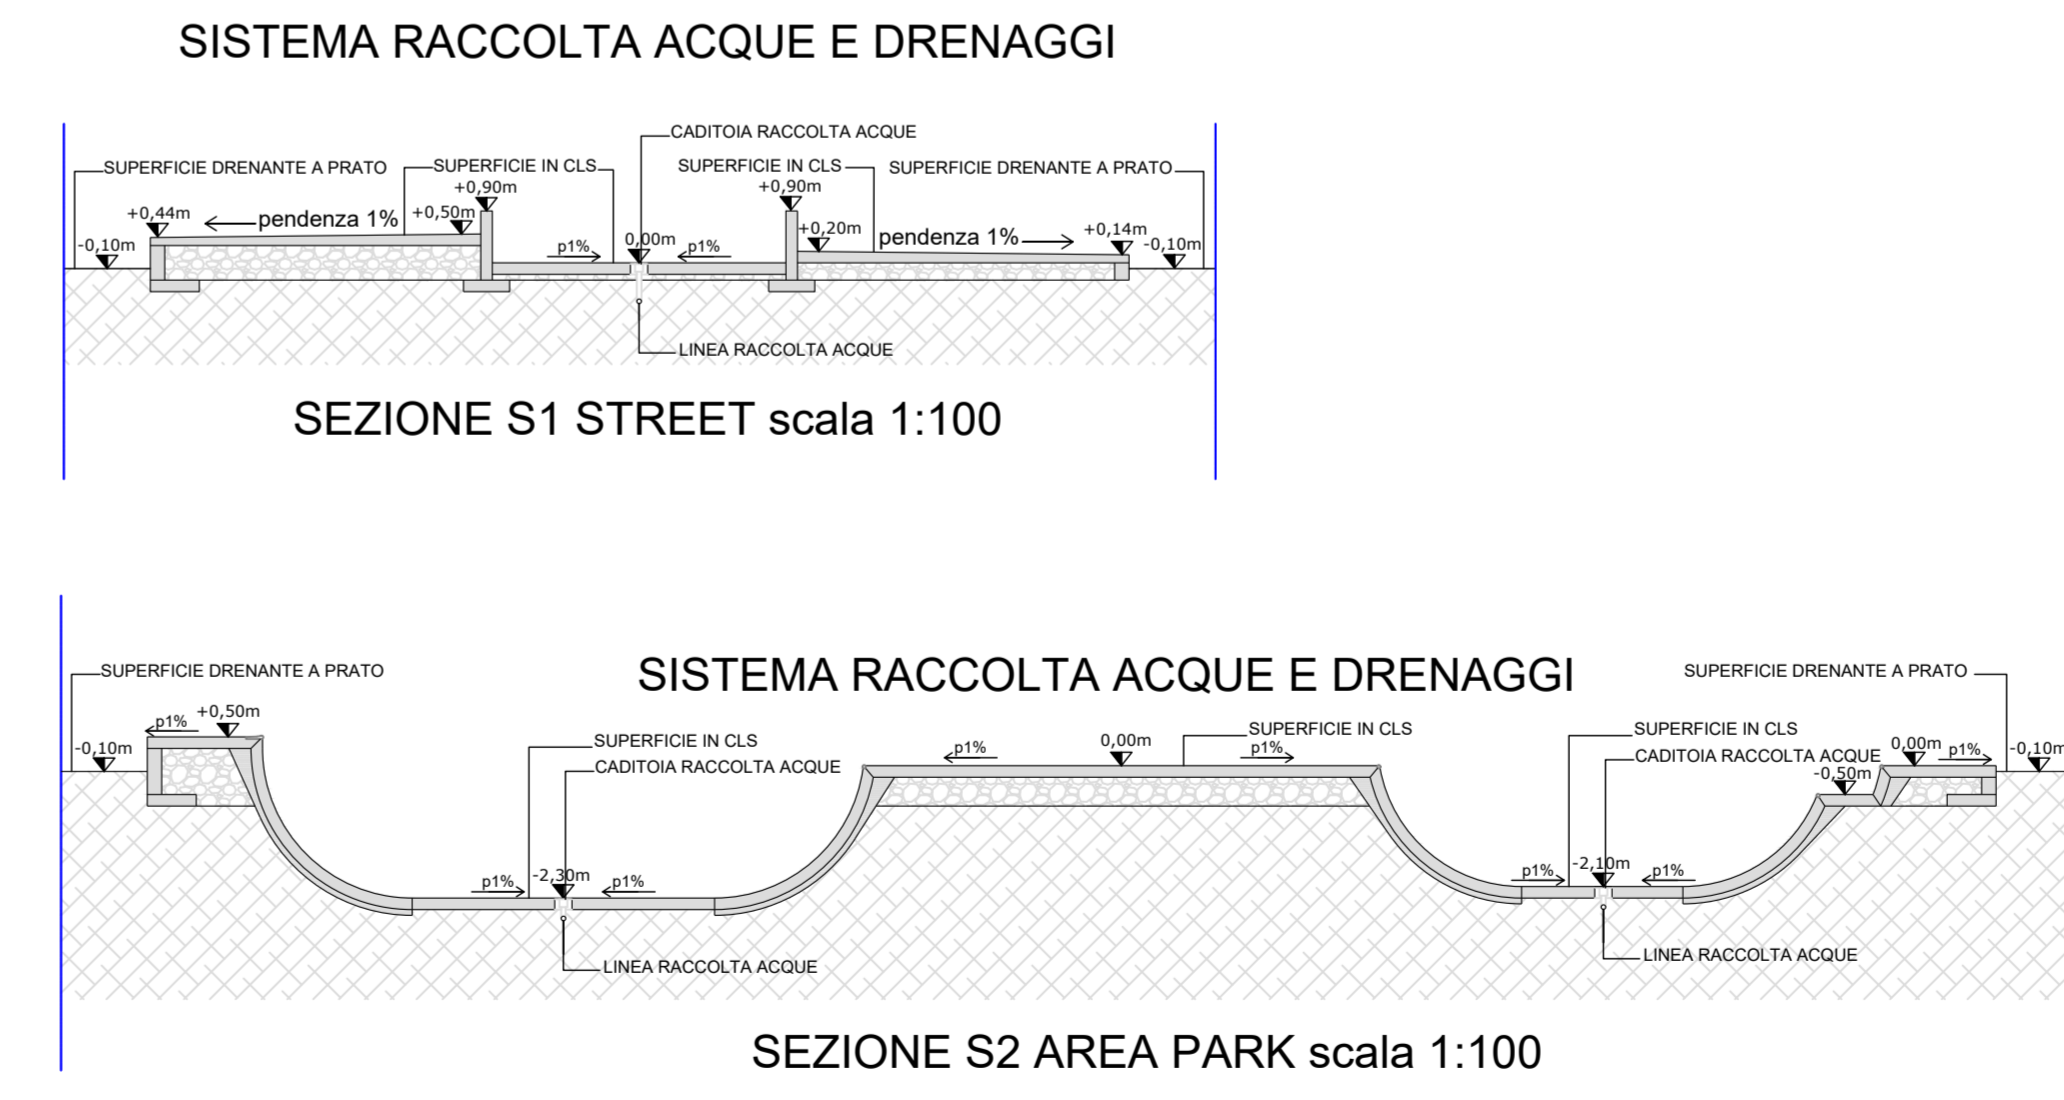 SISTEMA RACCOLTA ACQUE E DRENAGGI
CADITOIA RACCOLTA ACQUE
SUPERFICIE DRENANTE A PRATO
SUPERFICIE IN CLS
SUPERFICIE IN CLS
SUPERFICIE DRENANTE A PRATO
+0,90m
+0,90m
+0,44m
pendenza 1%
+0,50m
+0,20m
pendenza 1%
+0,14m
-0,10m
p1%
0,00m
p1%
-0,10m
LINEA RACCOLTA ACQUE
SEZIONE S1 STREET scala 1:100
SUPERFICIE DRENANTE A PRATO
SISTEMA RACCOLTA ACQUE E DRENAGGI
SUPERFICIE DRENANTE A PRATO
p1%
+0,50m
-0,10m
SUPERFICIE IN CLS
CADITOIA RACCOLTA ACQUE
p1%
0,00m
SUPERFICIE IN CLS
p1%
SUPERFICIE IN CLS
CADITOIA RACCOLTA ACQUE
0,00m
p1%
-0,10m
-0,50m
p1%
-2,30m
p1%
p1%
-2,10m
p1%
LINEA RACCOLTA ACQUE
LINEA RACCOLTA ACQUE
SEZIONE S2 AREA PARK scala 1:100